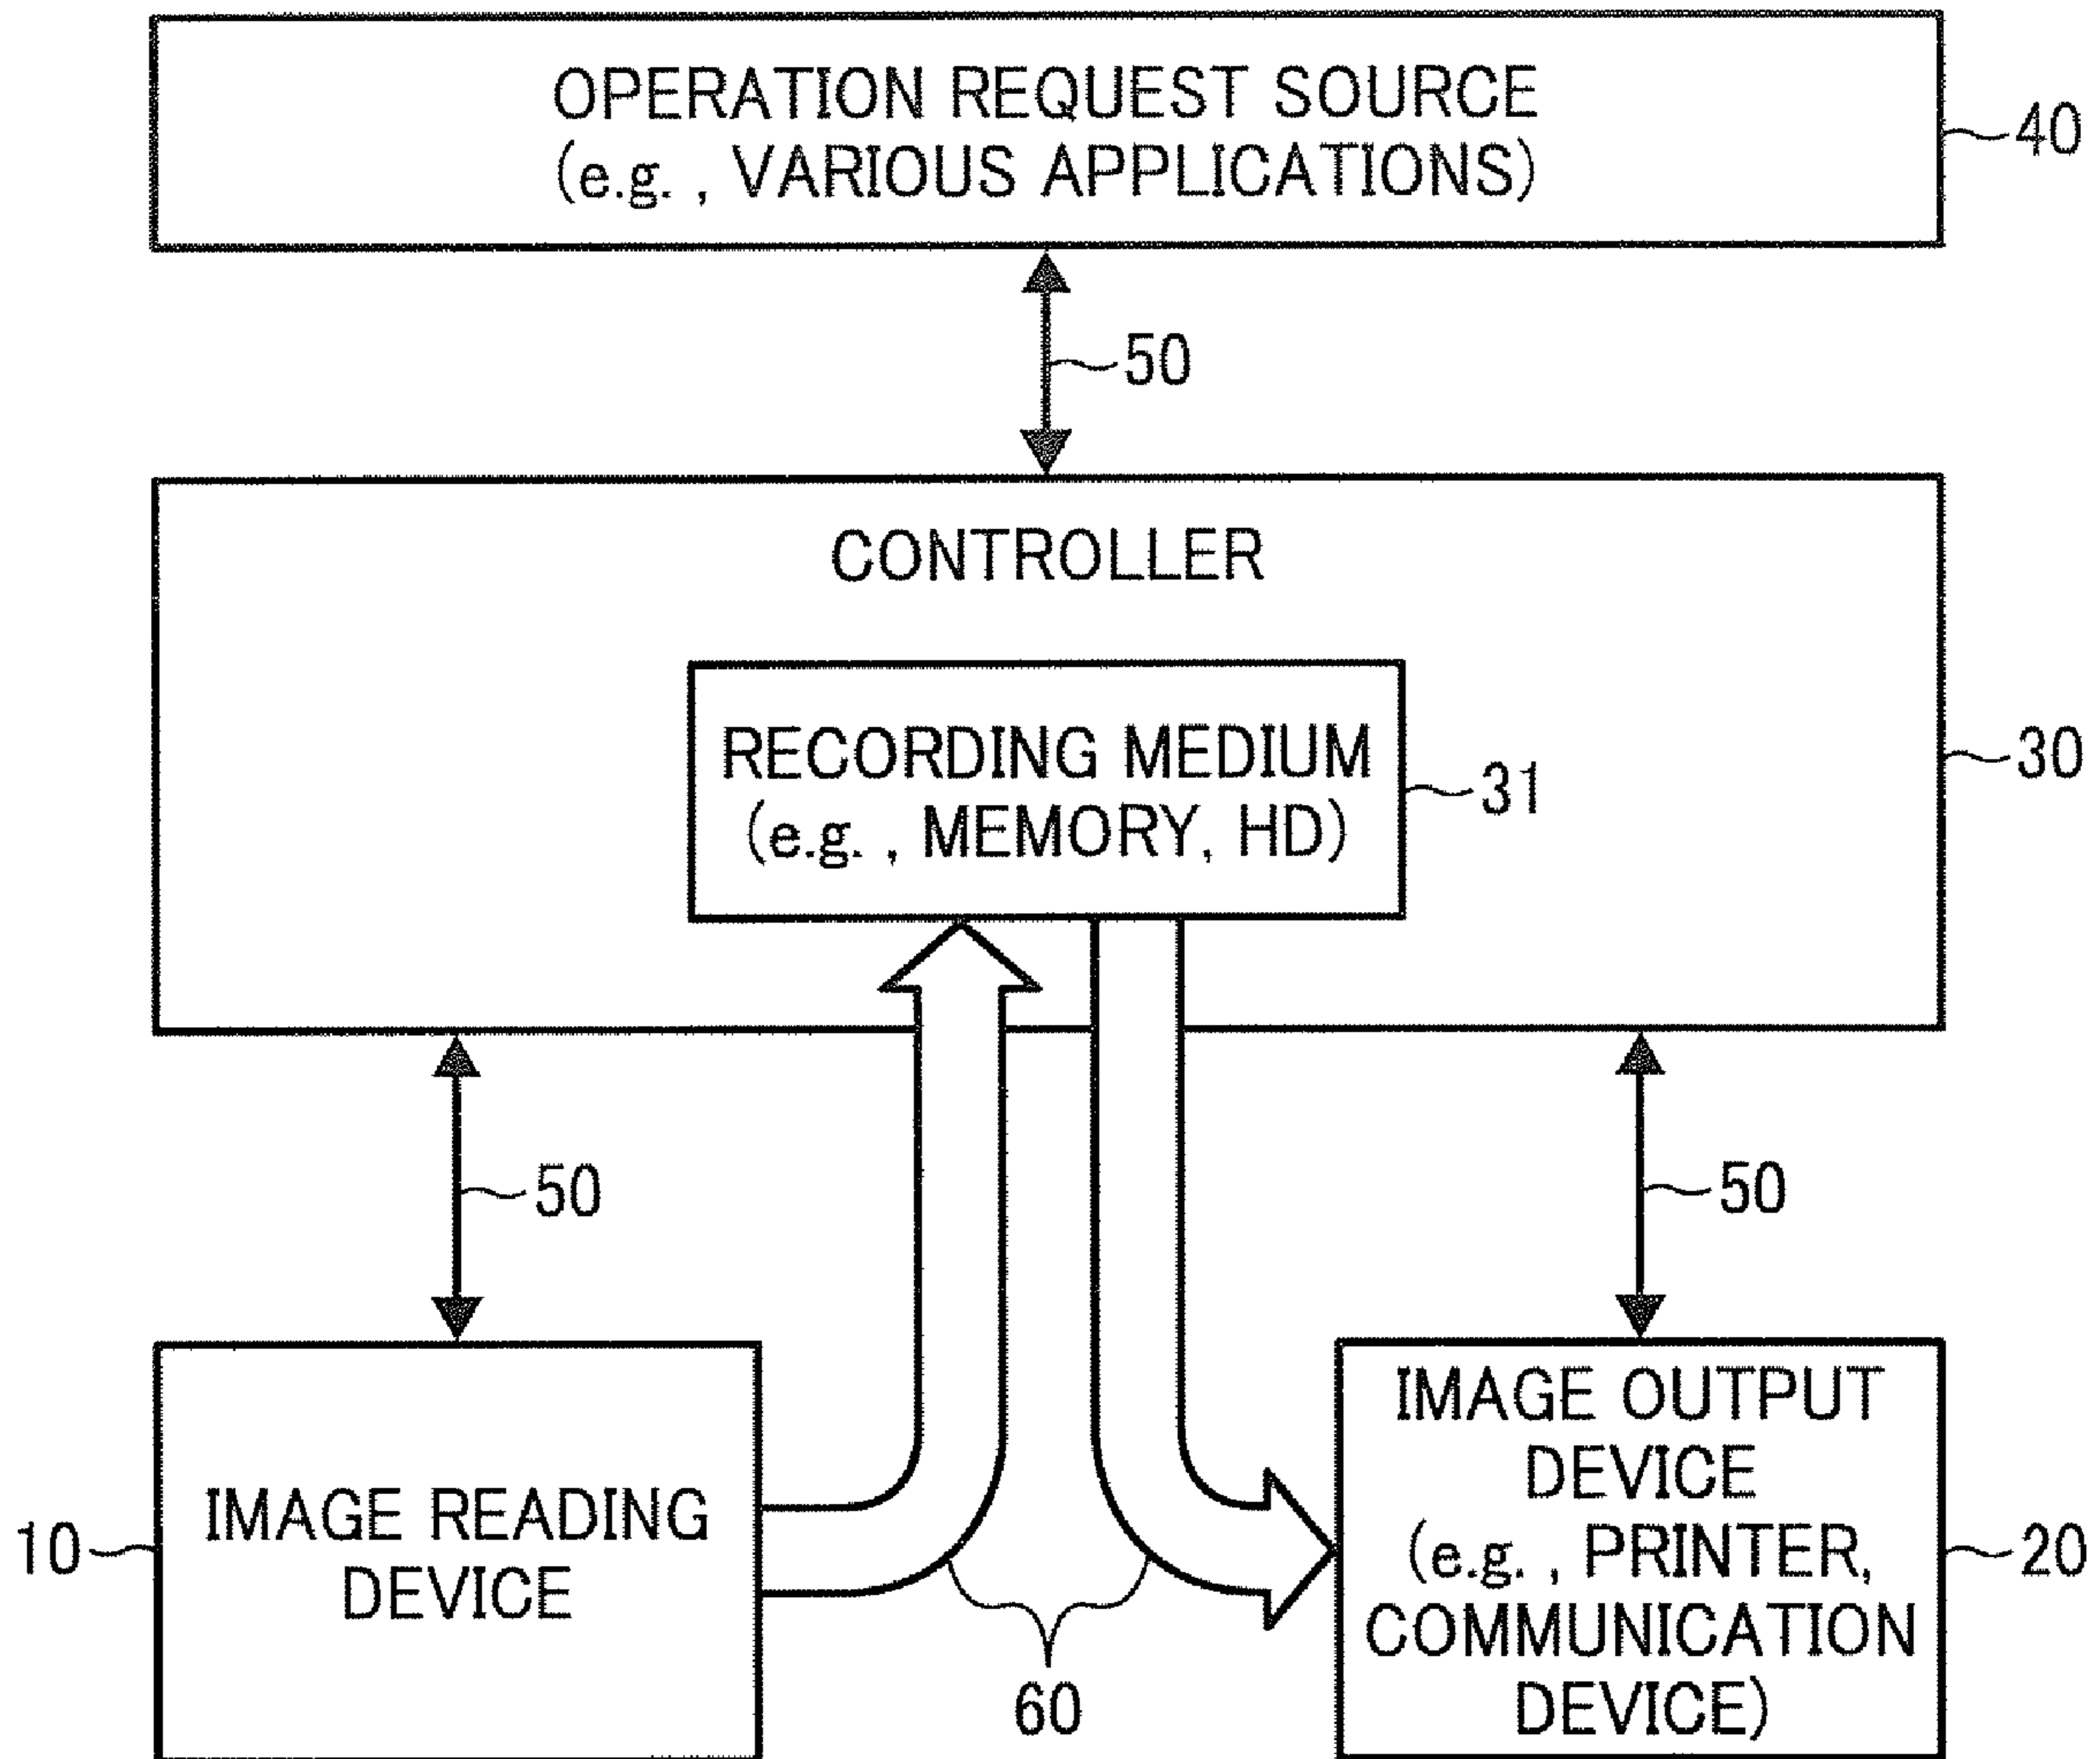 OPERATION REQUEST SOURCE
(e.g. , VARIOUS APPLICATIONS)
40
50
CONTROLLER
RECORDING MEDIUM
(e.g. , MEMORY, HD)
31
30
50
50
IMAGE READING
DEVICE
10
60
IMAGE OUTPUT
DEVICE
(e.g. , PRINTER,
COMMUNICATION
DEVICE)
20